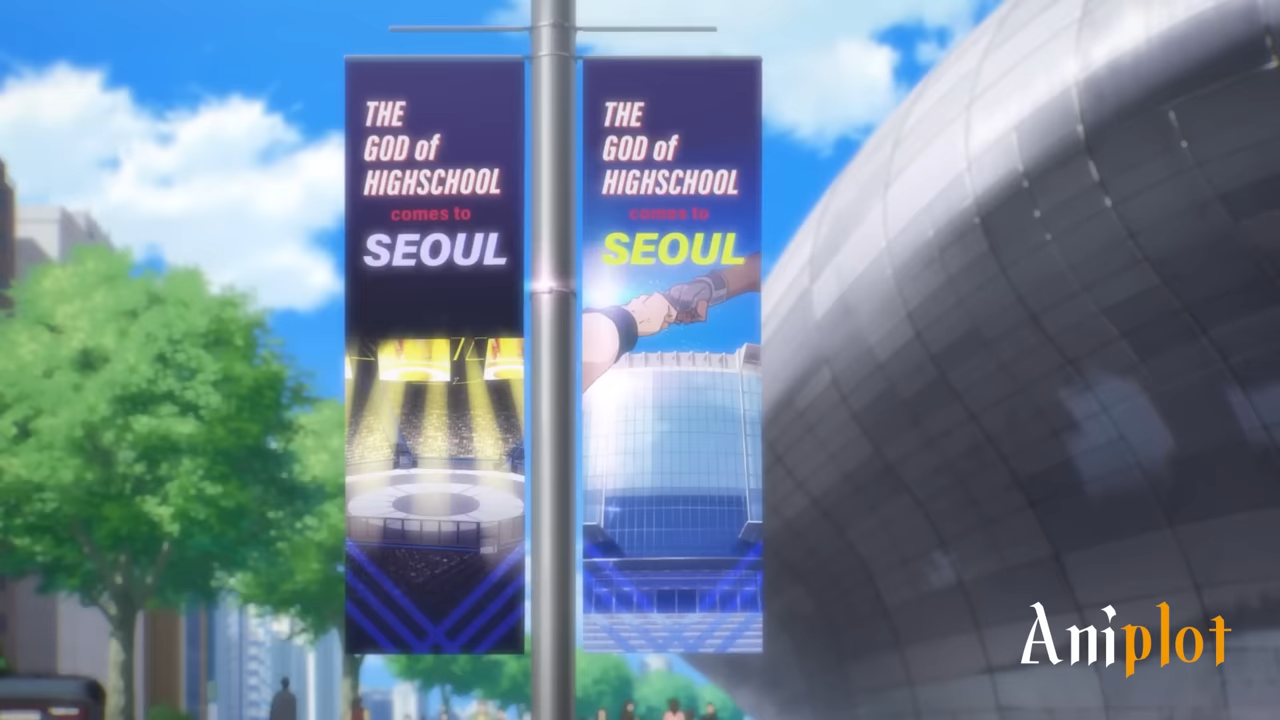 THE
GOD of
HIGHSCHOOL
comes to
SEOUL
THE
GOD of
HIGHSCHOOL
comes to
SEOUL
Aniplot